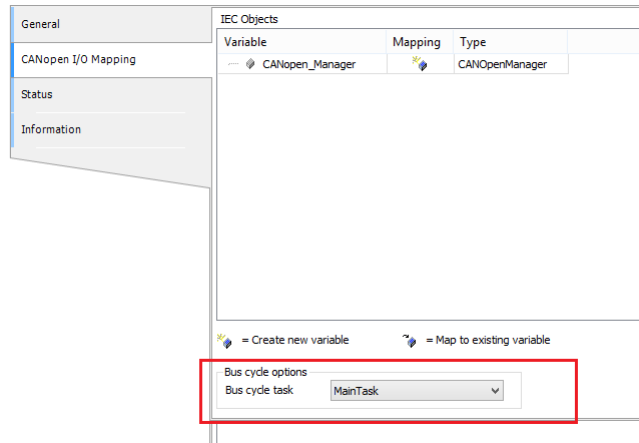 General
CANopen I/O Mapping
Status
Information
IEC Objects
Variable Mapping Type
CANopen_Manager CANOpenManager
= Create new variable = Map to existing variable
Bus cycle options
Bus cycle task MainTask